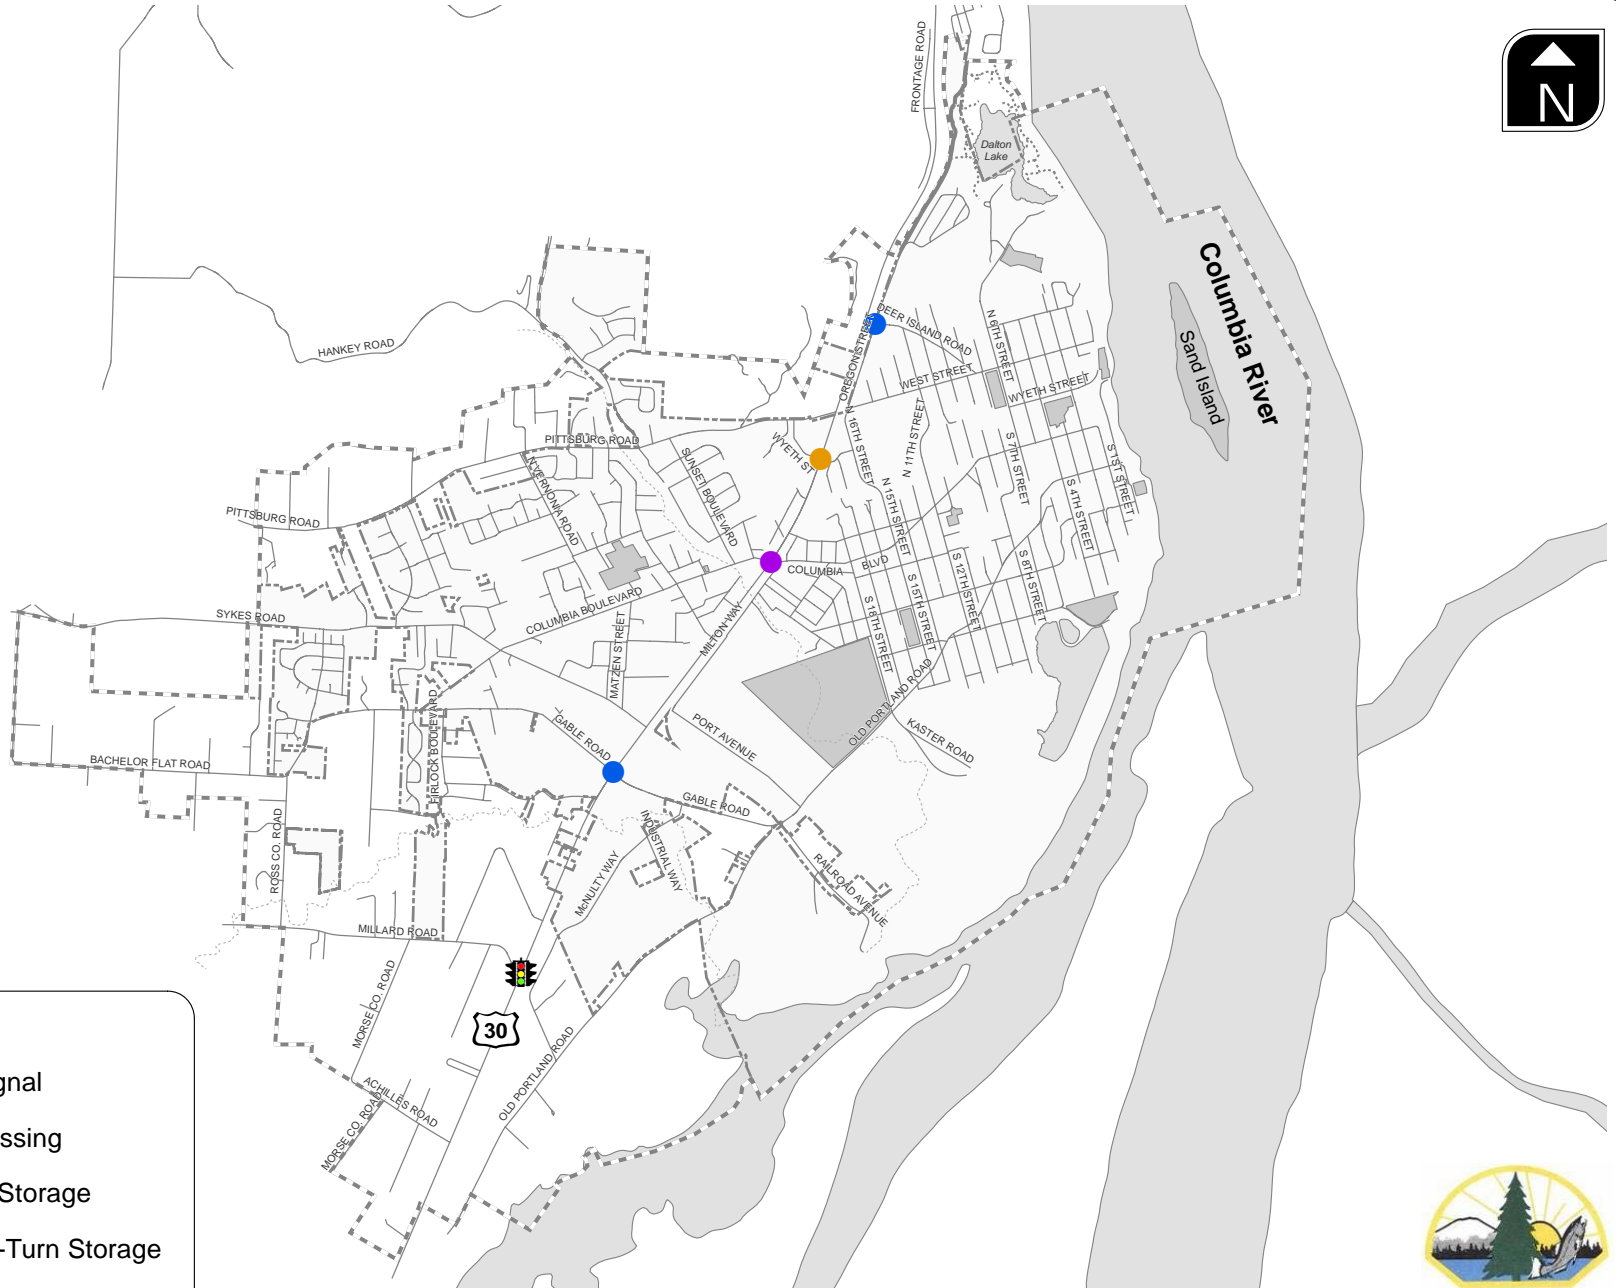 FRONTAGE ROAD
N
Dalton
Lake
Columbia River
Sand Island
DEER ISLAND ROAD
OREGON STREET
N 6TH STREET
HANKEY ROAD
WEST STREET
WYETH STREET
N 16TH STREET
N 11TH STREET
PITTSBURG ROAD
WYETH ST
SUNSET BOULEVARD
N VERNONIA ROAD
S 7TH STREET
S 1ST STREET
N 15TH STREET
S 4TH STREET
PITTSBURG ROAD
COLUMBIA
BLVD
S 12TH STREET
S 8TH STREET
S 15TH STREET
S 18TH STREET
SYKES ROAD
COLUMBIA BOULEVARD
MATZEN STREET
MILTON WAY
OLD PORTLAND ROAD
KASTER ROAD
PORT AVENUE
GABLE ROAD
FIRLOCK BOULEVARD
BACHELOR FLAT ROAD
GABLE ROAD
INDUSTRIAL WAY
ROSS CO. ROAD
McNULTY WAY
RAILROAD AVENUE
MILLARD ROAD
MORSE CO. ROAD
30
OLD PORTLAND ROAD
ACHILLES ROAD
MORSE CO. ROAD
gnal
ssing
Storage
-Turn Storage